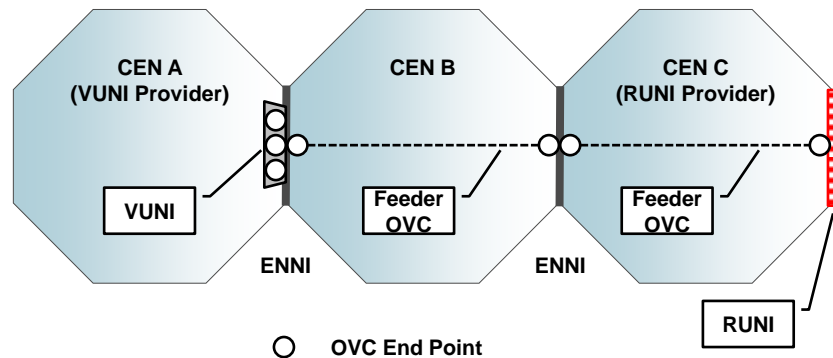 CEN A
(VUNI Provider)
CEN B
CEN C
(RUNI Provider)
VUNI
Feeder
OVC
Feeder
OVC
ENNI
ENNI
RUNI
OVC End Point